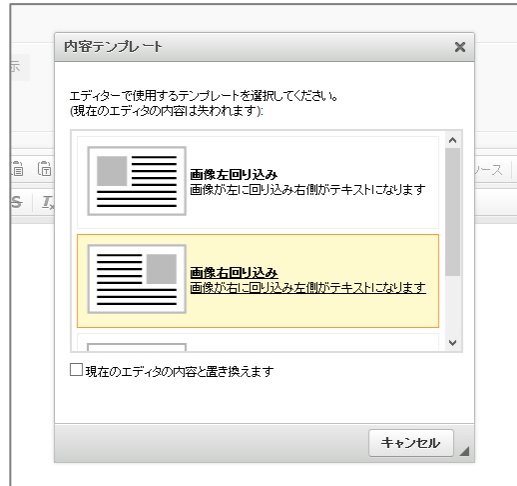 内容テンプレート
示
エディターで使用するテンプレートを選択してください。
(現在のエディタの内容は失われます):
画像左回り込み
画像が左に回り込み右側がテキストになります
ソース
S
画像右回り込み
画像が右に回り込み左側がテキストになります
現在のエディタの内容と置き換えます
キャンセル